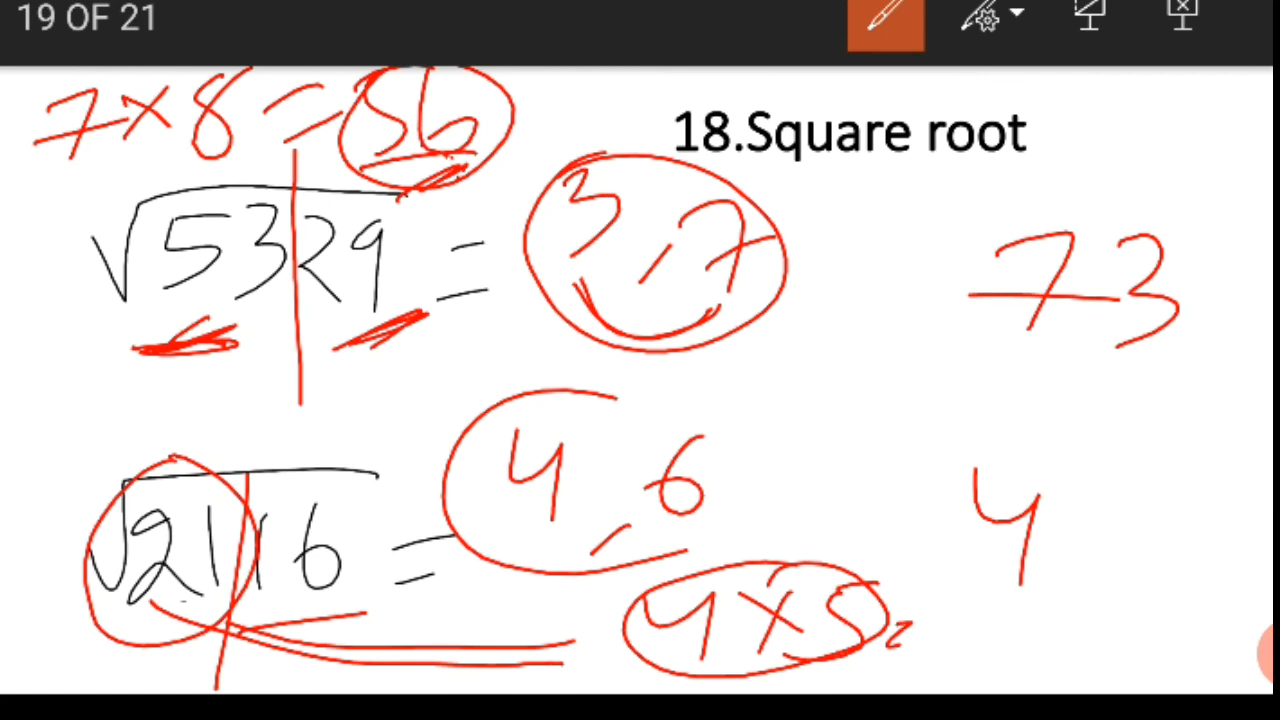 19 OF 21
7×8=56
18.Square root
√5329 = 3,7 73
√2116 = 4,6 4
4×5=